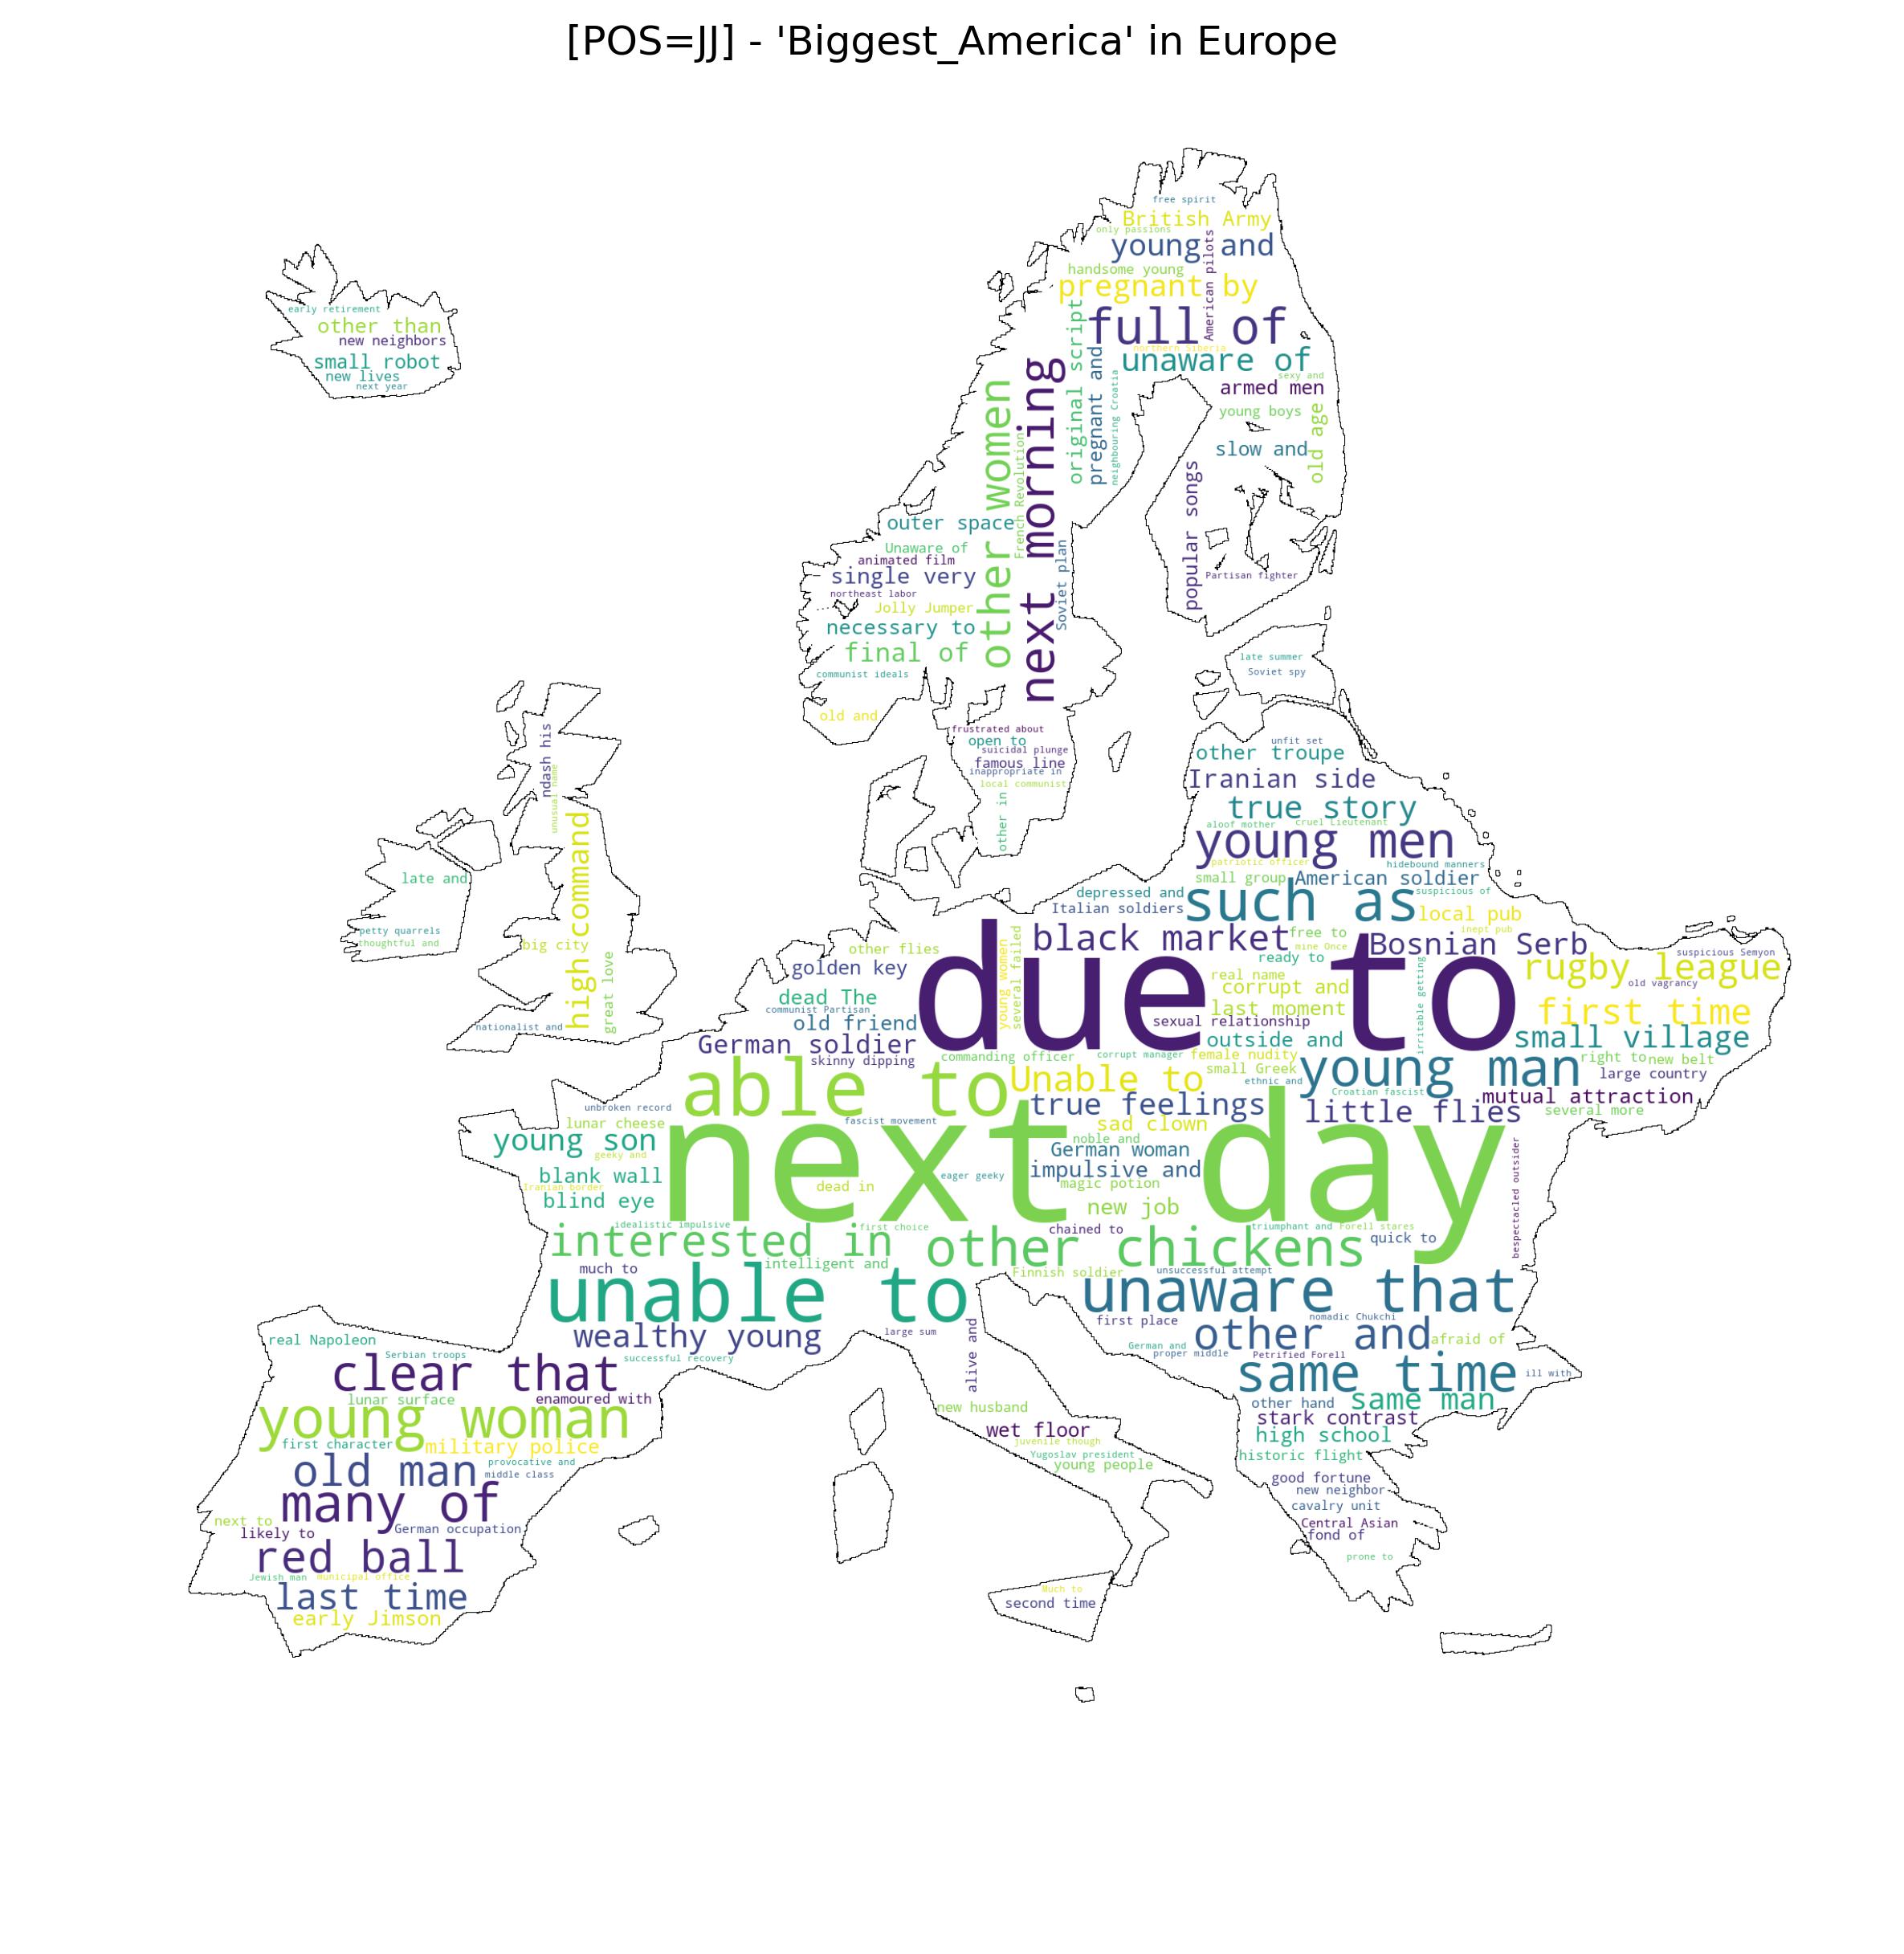 [POS=JJ] - 'Biggest_America' in Europe
free spirit
British Army
only passions
young and
American pilots
handsome young
pregnant by
full of
northern Siberia
unaware of
original script
pregnant and
neighbouring Croatia
sexy and
armed men
young boys
old age
slow and
popular songs
Partisan fighter
early retirement
other than
new neighbors
small robot
new lives
next year
other women
next morning
French Revolution
Soviet plan
outer space
Unaware of
animated film
single very
northeast labor
Jolly Jumper
necessary to
final of
communist ideals
old and
late summer
Soviet spy
frustrated about
open to
suicidal plunge
famous line
inappropriate in
local communist
other in
ndash his
unusual name
high command
big city
great love
nationalist and
late and
petty quarrels
thoughtful and
unfit set
other troupe
Iranian side
true story
aloof mother
cruel Lieutenant
young men
patriotic officer
hidebound manners
small group
American soldier
depressed and
such as
suspicious of
Italian soldiers
local pub
other flies
young women
several failed
black market
free to
inept pub
mine Once
Bosnian Serb
suspicious Semyon
golden key
due to
ready to
irritable getting
rugby league
real name
old vagrancy
dead The
corrupt and
communist Partisan
last moment
first time
old friend
sexual relationship
German soldier
outside and
small village
skinny dipping
commanding officer
corrupt manager
female nudity
right to
new belt
able to
Unable to
small Greek
young man
large country
ethnic and
Croatian fascist
mutual attraction
unbroken record
true feelings
little flies
several more
lunar cheese
fascist movement
sad clown
young son
noble and
geeky and
German woman
next day
bespectacled outsider
blank wall
eager geeky
impulsive and
Iranian border
dead in
magic potion
blind eye
new job
idealistic impulsive
first choice
chained to
triumphant and
Forell stares
interested in
other chickens
quick to
much to
intelligent and
Finnish soldier
unsuccessful attempt
unable to
unaware that
large sum
alive and
first place
nomadic Chukchi
real Napoleon
wealthy young
other and
afraid of
Serbian troops
successful recovery
German and
proper middle
Petrified Forell
clear that
same time
ill with
lunar surface
enamoured with
other hand
same man
young woman
new husband
stark contrast
first character
military police
wet floor
high school
juvenile though
provocative and
Yugoslav president
historic flight
old man
middle class
young people
good fortune
many of
new neighbor
cavalry unit
next to
German occupation
Central Asian
likely to
fond of
red ball
prone to
Jewish man
municipal office
last time
Much to
second time
early Jimson